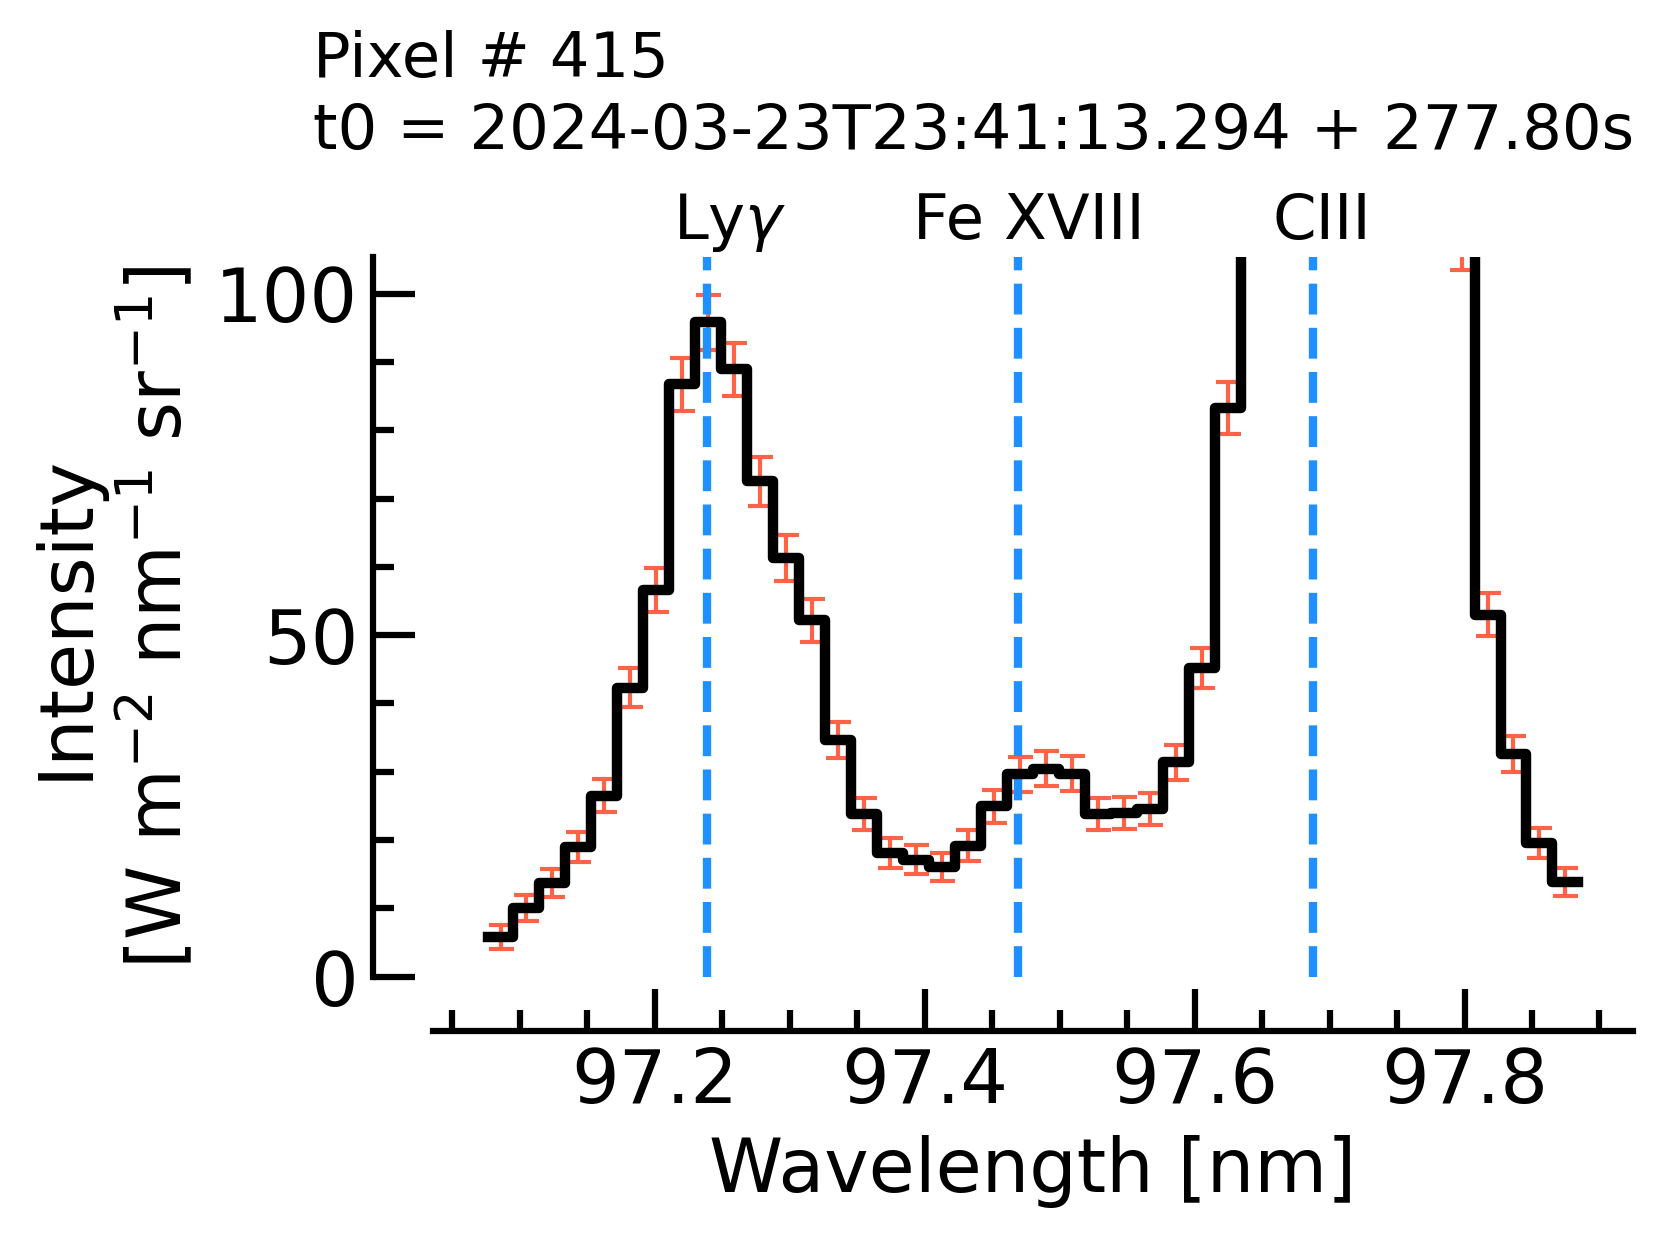 Pixel # 415
t0 = 2024-03-23T23:41:13.294 + 277.80s
Lyγ Fe XVIII CIII
Intensity
[W m⁻² nm⁻¹ sr⁻¹]
100
50
0
97.2 97.4 97.6 97.8
Wavelength [nm]